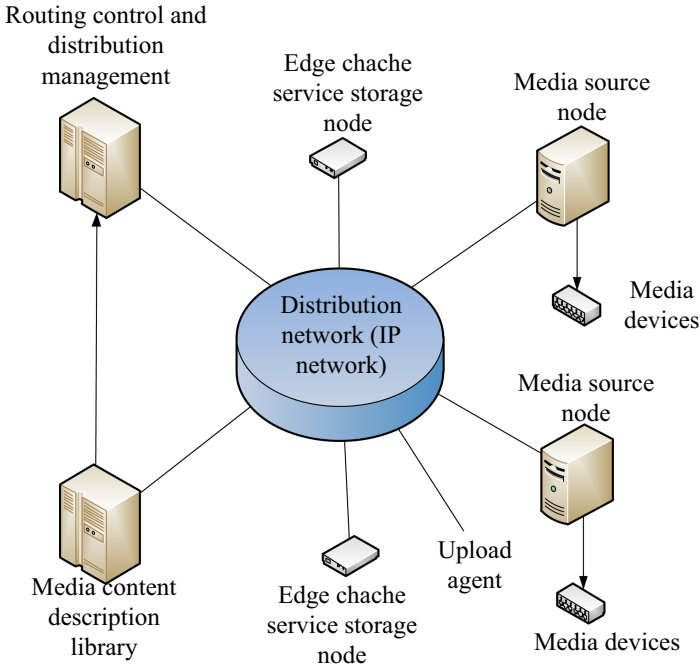 Routing control and
distribution
management
Edge chache
service storage
node
Media source
node
Distribution
network (IP
network)
Media
devices
Media source
node
Media content
description
library
Edge chache
service storage
node
Upload
agent
Media devices